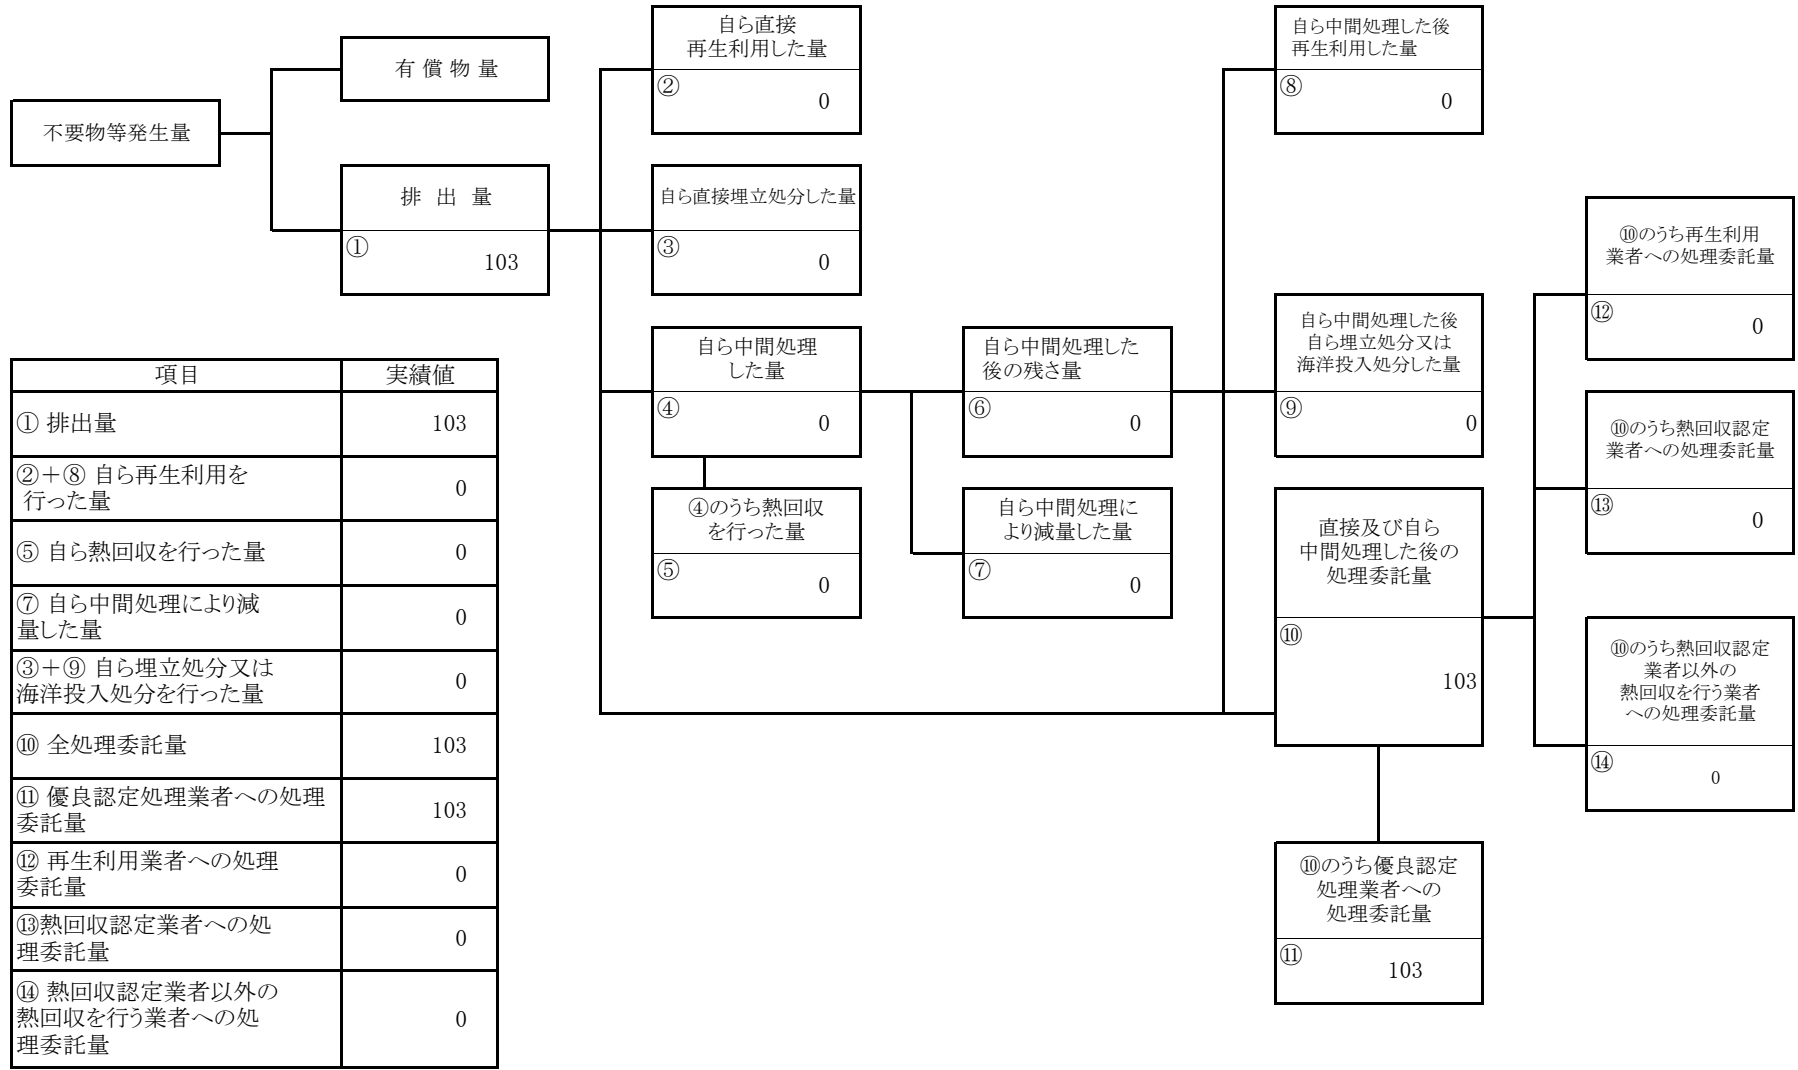 不要物等発生量
有 償 物 量
排 出 量
①
103
自ら直接
再生利用した量
②
0
自ら直接埋立処分した量
③
0
自ら中間処理
した量
④
0
④のうち熱回収
を行った量
⑤
0
自ら中間処理した
後の残さ量
⑥
0
自ら中間処理に
より減量した量
⑦
0
自ら中間処理した後
再生利用した量
⑧
0
自ら中間処理した後
自ら埋立処分又は
海洋投入処分した量
⑨
0
直接及び自ら
中間処理した後の
処理委託量
⑩
103
⑩のうち優良認定
処理業者への
処理委託量
⑪
103
⑩のうち再生利用
業者への処理委託量
⑫
0
⑩のうち熱回収認定
業者への処理委託量
⑬
0
⑩のうち熱回収認定
業者以外の
熱回収を行う業者
への処理委託量
⑭
0
項目 実績値
① 排出量 103
②＋⑧ 自ら再生利用を
行った量
0
⑤ 自ら熱回収を行った量 0
⑦ 自ら中間処理により減
量した量
0
③＋⑨ 自ら埋立処分又は
海洋投入処分を行った量
0
⑩ 全処理委託量 103
⑪ 優良認定処理業者への処理
委託量
103
⑫ 再生利用業者への処理
委託量
0
⑬熱回収認定業者への処
理委託量
0
⑭ 熱回収認定業者以外の
熱回収を行う業者への処
理委託量
0